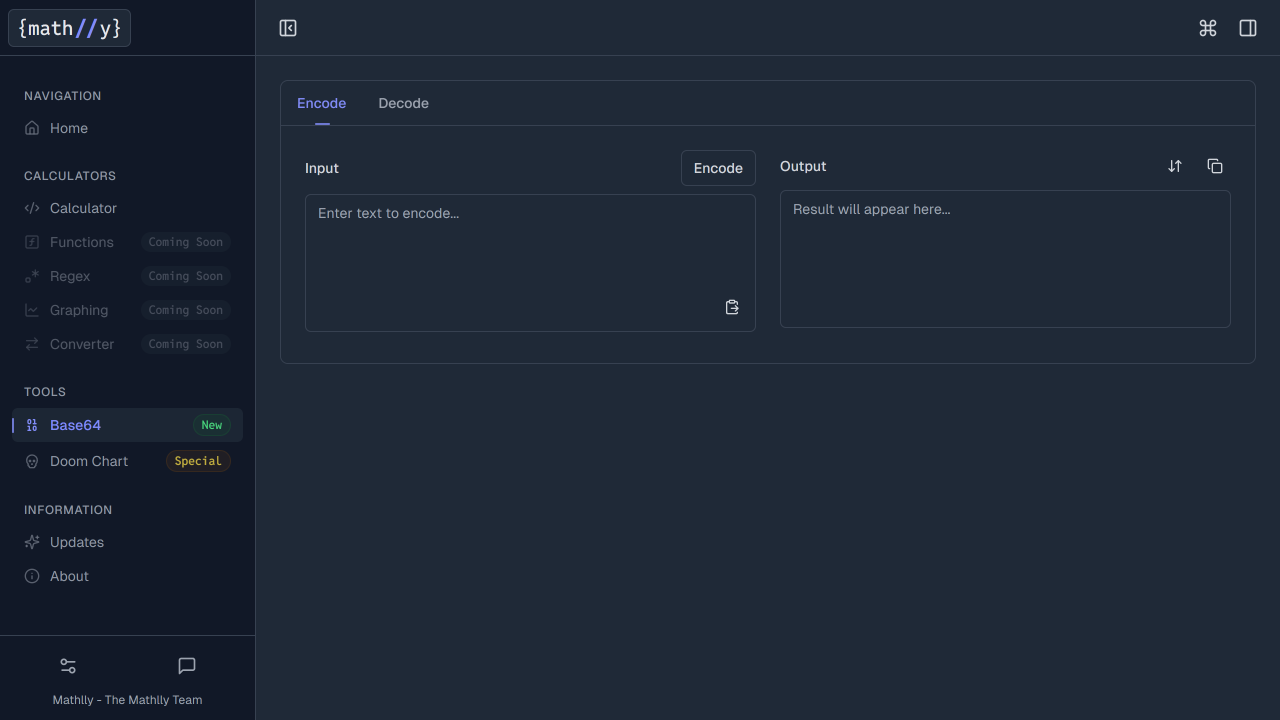 {math//y}
NAVIGATION
Home
CALCULATORS
Calculator
Functions Coming Soon
Regex Coming Soon
Graphing Coming Soon
Converter Coming Soon
TOOLS
Base64 New
Doom Chart Special
INFORMATION
Updates
About
Mathlly - The Mathlly Team
Encode Decode
Input Encode
Enter text to encode...
Output
Result will appear here...